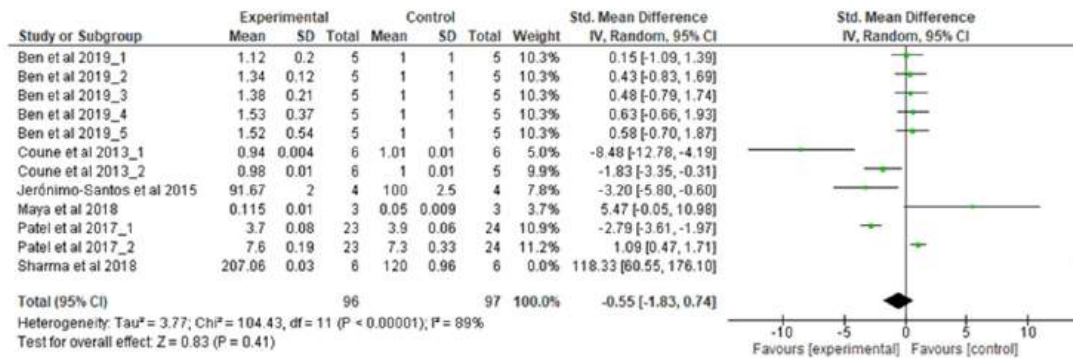 Experimental Control Std. Mean Difference Std. Mean Difference
Study or Subgroup Mean SD Total Mean SD Total Weight IV, Random, 95% CI IV, Random, 95% CI
Ben et al 2019_1 1.12 0.2 5 1 1 5 10.3% 0.15 [-1.09, 1.39]
Ben et al 2019_2 1.34 0.12 5 1 1 5 10.3% 0.43 [-0.83, 1.69]
Ben et al 2019_3 1.38 0.21 5 1 1 5 10.3% 0.48 [-0.79, 1.74]
Ben et al 2019_4 1.53 0.37 5 1 1 5 10.3% 0.63 [-0.66, 1.93]
Ben et al 2019_5 1.52 0.54 5 1 1 5 10.3% 0.58 [-0.70, 1.87]
Coune et al 2013_1 0.94 0.004 6 1.01 0.01 6 5.0% -8.48 [-12.78, -4.19]
Coune et al 2013_2 0.98 0.01 6 1 0.01 5 9.9% -1.83 [-3.35, -0.31]
Jerónimo-Santos et al 2015 91.67 2 4 100 2.5 4 7.8% -3.20 [-5.80, -0.60]
Maya et al 2018 0.115 0.01 3 0.05 0.009 3 3.7% 5.47 [-0.05, 10.98]
Patel et al 2017_1 3.7 0.08 23 3.9 0.06 24 10.9% -2.79 [-3.61, -1.97]
Patel et al 2017_2 7.6 0.19 23 7.3 0.33 24 11.2% 1.09 [0.47, 1.71]
Sharma et al 2018 207.06 0.03 6 120 0.96 6 0.0% 118.33 [60.55, 176.10]
Total (95% CI) 96 97 100.0% -0.55 [-1.83, 0.74]
Heterogeneity: Tau² = 3.77; Chi² = 104.43, df = 11 (P < 0.00001); I² = 89%
Test for overall effect: Z = 0.83 (P = 0.41)
-10 -5 0 5 10
Favours [experimental] Favours [control]